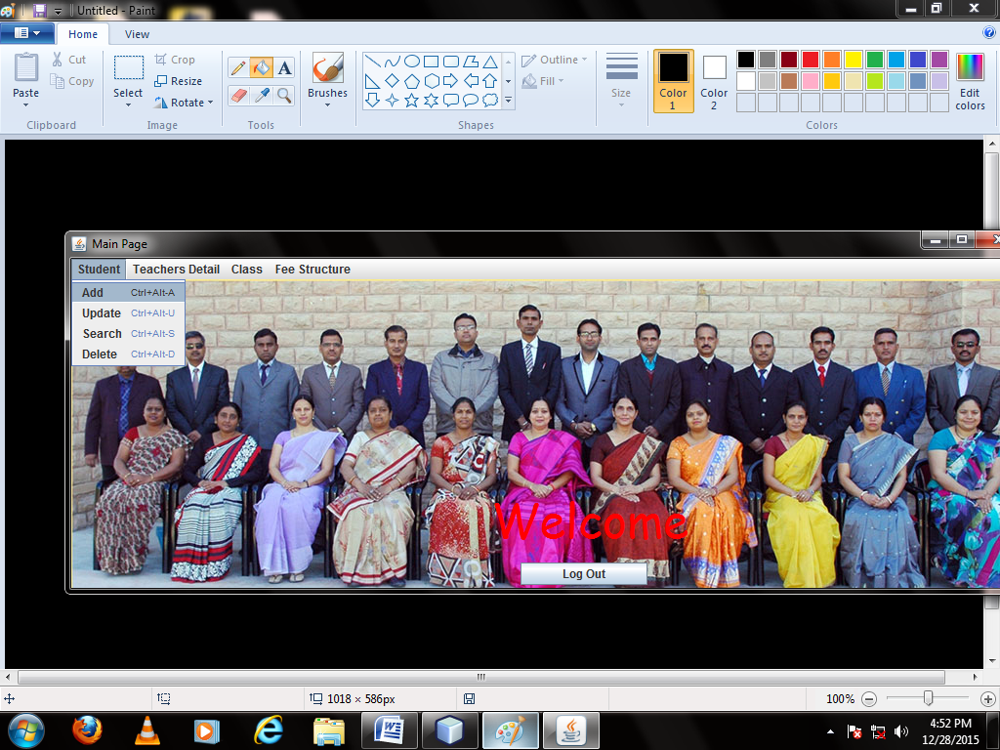 Untitled - Paint
Home View
Paste
Cut
Copy
Clipboard
Select
Crop
Resize
Rotate
Image
A
Tools
Brushes
Outline
Fill
Shapes
Size
Color 1
Color 2
Edit colors
Colors
Main Page
Student Teachers Detail Class Fee Structure
Add Ctrl+Alt-A
Update Ctrl+Alt-U
Search Ctrl+Alt-S
Delete Ctrl+Alt-D
Welcome
Log Out
1018 × 586px
100%
4:52 PM
12/28/2015